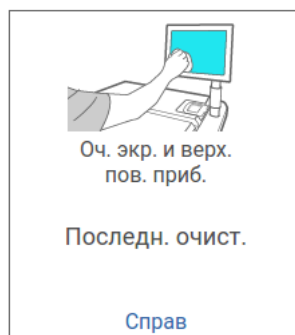 Оч. экр. и верх.
пов. приб.
Последн. очист.
Справ